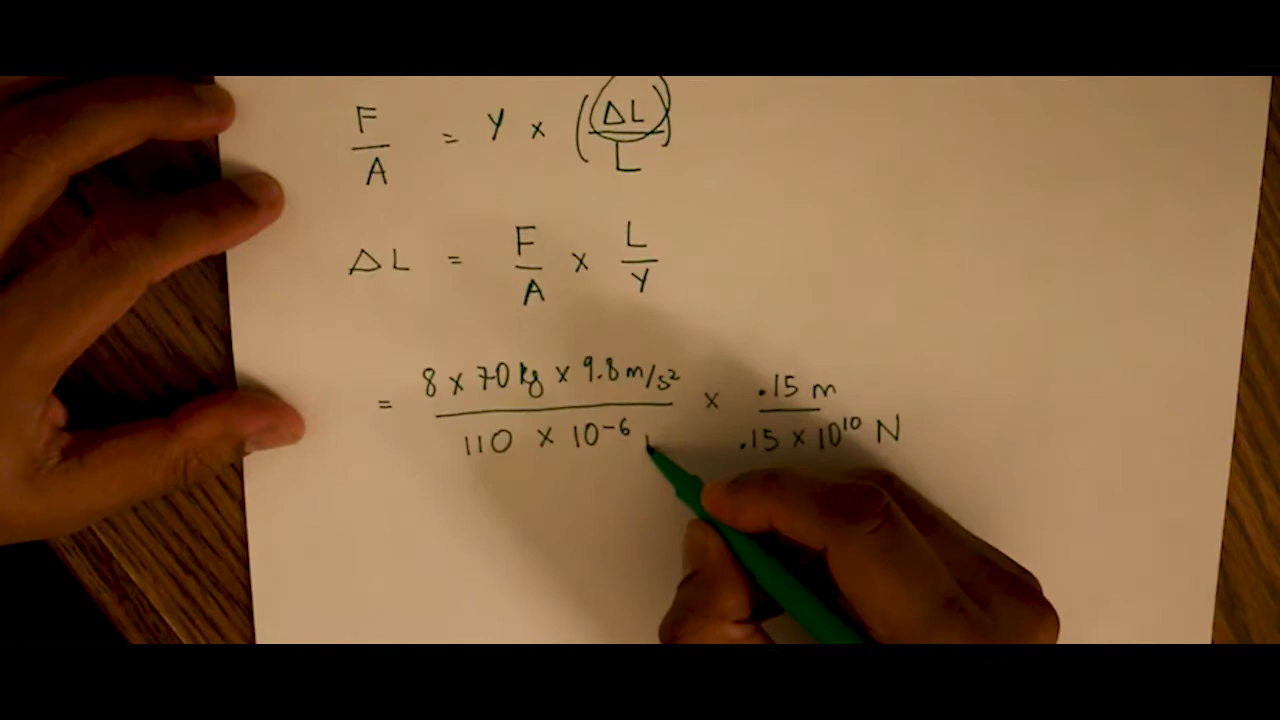 F/A = Y × (ΔL/L)
ΔL = F/A × L/Y
= 8 × 70 kg × 9.8 m/s² / 110 × 10⁻⁶ × .15 m / .15 × 10¹⁰ N